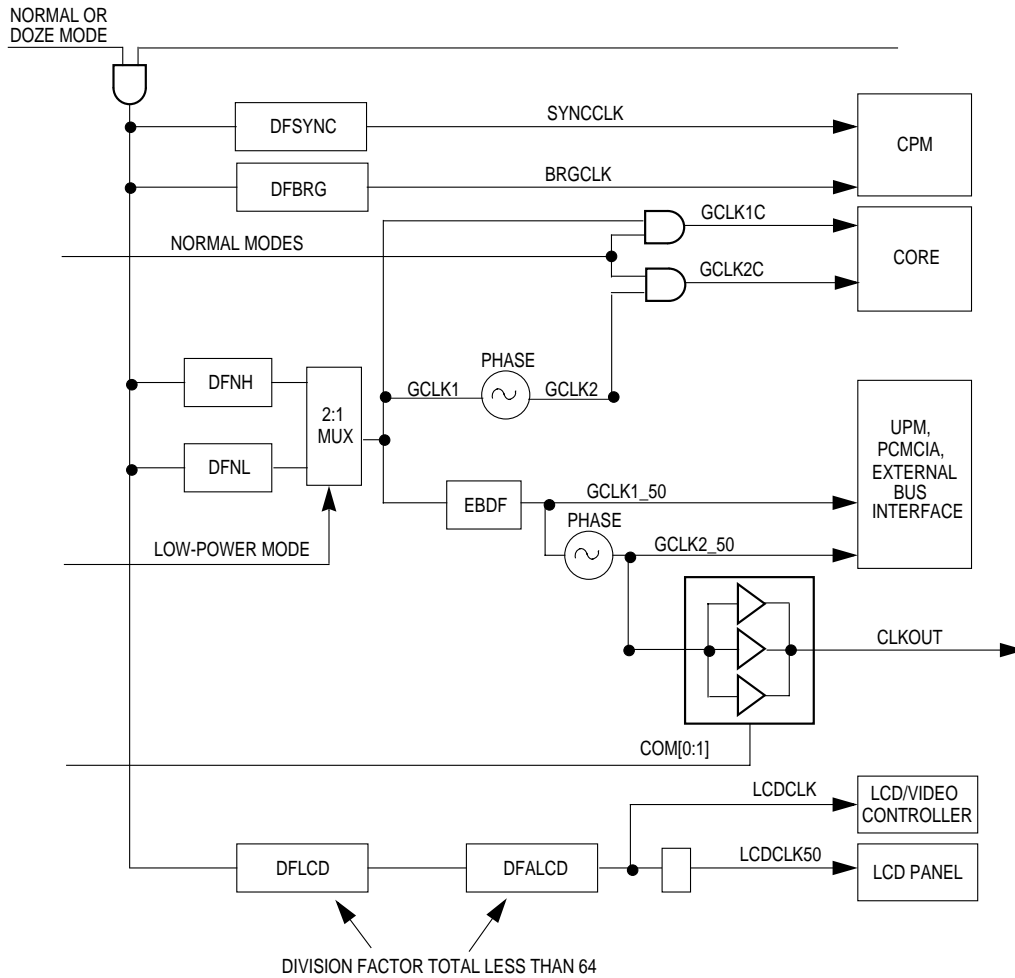 NORMAL OR
DOZE MODE
DFSYNC
SYNCCLK
CPM
DFBRG
BRGCLK
GCLK1C
NORMAL MODES
CORE
GCLK2C
PHASE
DFNH
GCLK1
GCLK2
2:1
MUX
UPM,
PCMCIA,
EXTERNAL
BUS
INTERFACE
DFNL
EBDF
GCLK1_50
PHASE
LOW-POWER MODE
GCLK2_50
CLKOUT
COM[0:1]
LCDCLK
LCD/VIDEO
CONTROLLER
DFLCD
DFALCD
LCDCLK50
LCD PANEL
DIVISION FACTOR TOTAL LESS THAN 64